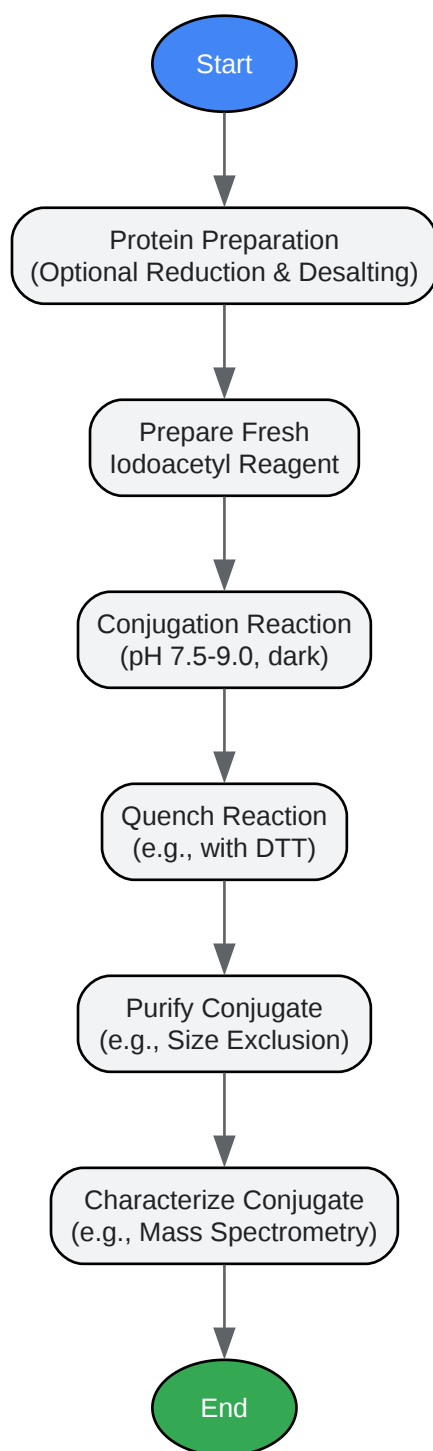 Start
Protein Preparation
(Optional Reduction & Desalting)
Prepare Fresh
Iodoacetyl Reagent
Conjugation Reaction
(pH 7.5-9.0, dark)
Quench Reaction
(e.g., with DTT)
Purify Conjugate
(e.g., Size Exclusion)
Characterize Conjugate
(e.g., Mass Spectrometry)
End